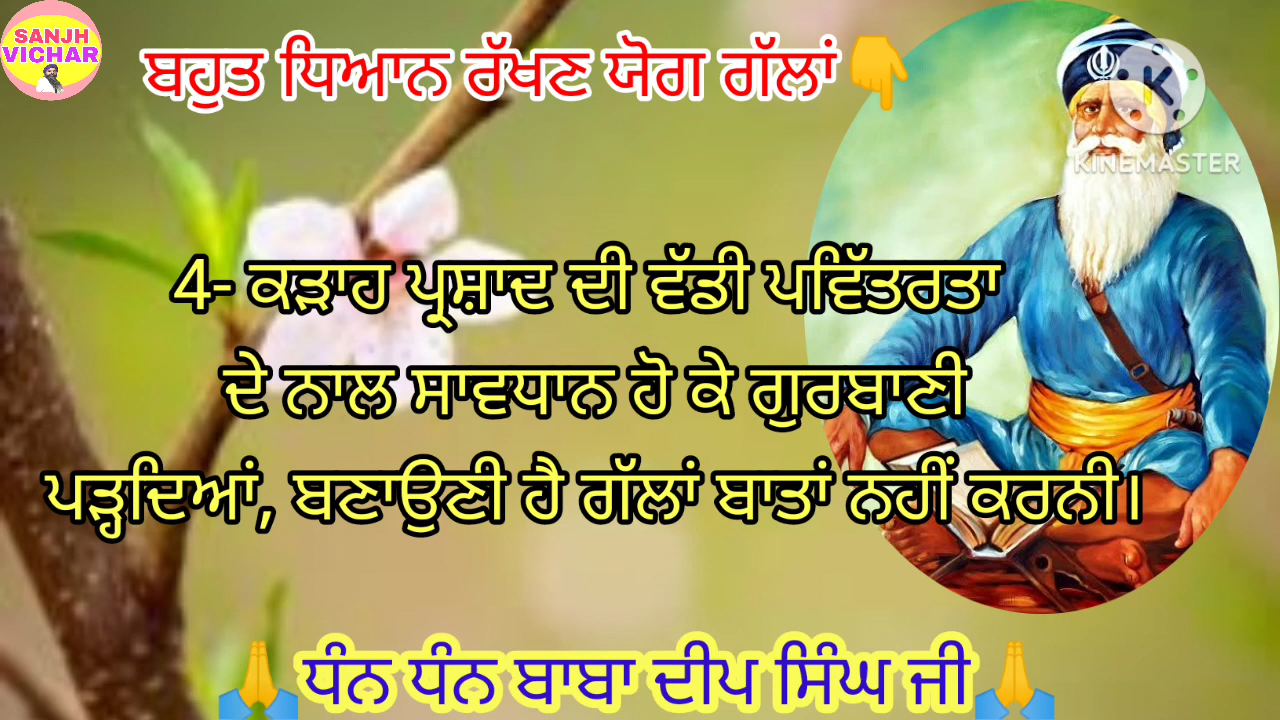 SANJH
VICHAR
ਬਹੁਤ ਧਿਆਨ ਰੱਖਣ ਯੋਗ ਗੱਲਾਂ👇
K
KINEMASTER
4- ਕੜਾਹ ਪ੍ਰਸ਼ਾਦ ਦੀ ਵੱਡੀ ਪਵਿੱਤਰਤਾ
ਦੇ ਨਾਲ ਸਾਵਧਾਨ ਹੋ ਕੇ ਗੁਰਬਾਣੀ
ਪੜ੍ਹਦਿਆਂ, ਬਣਾਉਣੀ ਹੈ ਗੱਲਾਂ ਬਾਤਾਂ ਨਹੀਂ ਕਰਨੀ।
🙏ਧੰਨ ਧੰਨ ਬਾਬਾ ਦੀਪ ਸਿੰਘ ਜੀ🙏